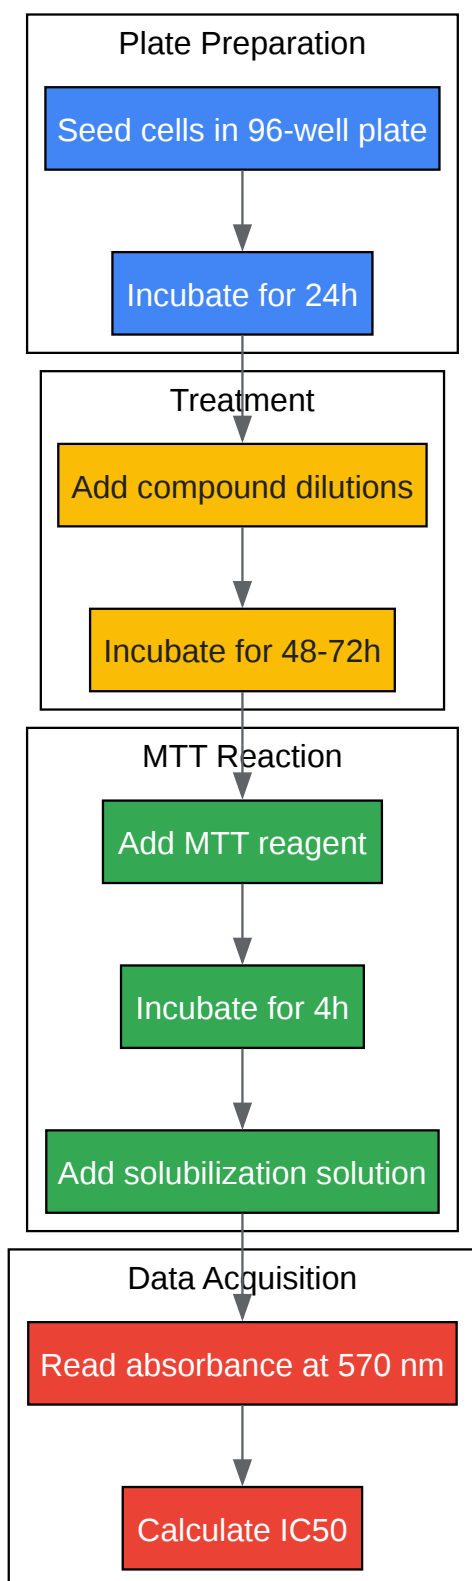 Plate Preparation
Seed cells in 96-well plate
Incubate for 24h
Treatment
Add compound dilutions
Incubate for 48-72h
MTT Reaction
Add MTT reagent
Incubate for 4h
Add solubilization solution
Data Acquisition
Read absorbance at 570 nm
Calculate IC50